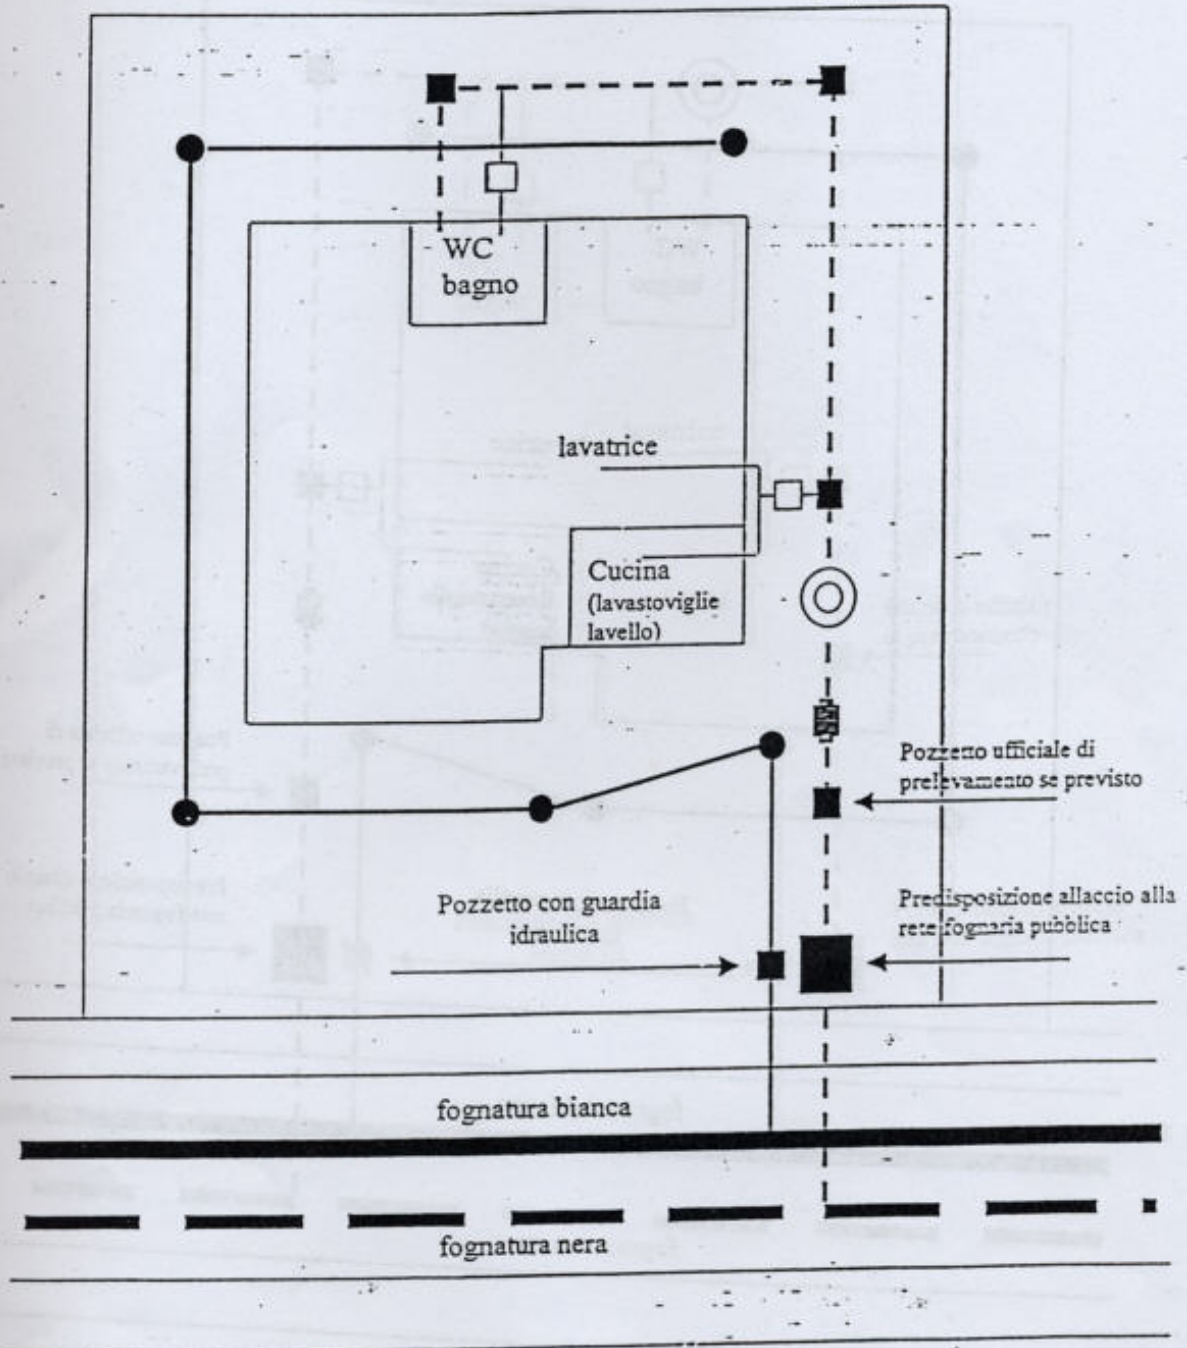 WC
bagno
lavatrice
Cucina
(lavastoviglie
lavello)
Pozzetto ufficiale di
prelevamento se previsto
Pozzetto con guardia
idraulica
Predisposizione allaccio alla
rete fognaria pubblica
fognatura bianca
fognatura nera